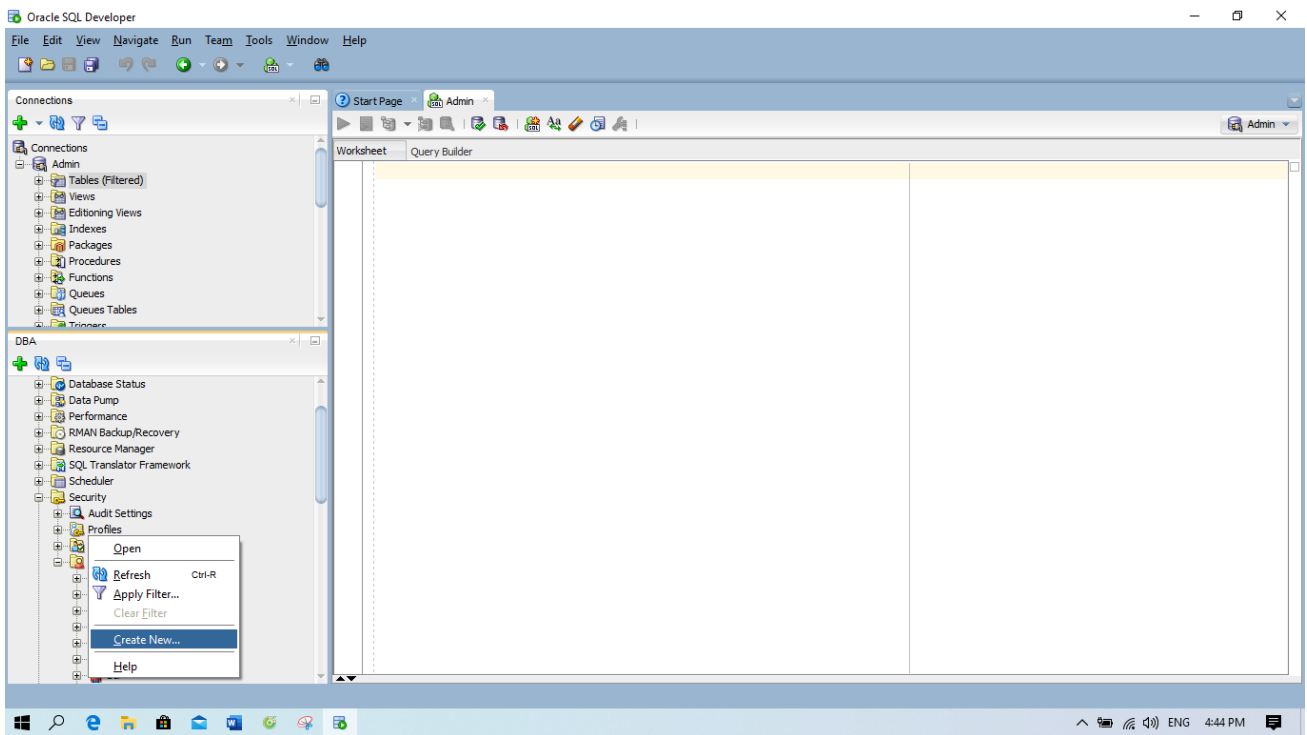 Oracle SQL Developer
File Edit View Navigate Run Team Tools Window Help
Connections
Start Page
Admin
Admin
Worksheet
Query Builder
Connections
Admin
Tables (Filtered)
Views
Editioning Views
Indexes
Packages
Procedures
Functions
Queues
Queues Tables
Triggers
DBA
Database Status
Data Pump
Performance
RMAN Backup/Recovery
Resource Manager
SQL Translator Framework
Scheduler
Security
Audit Settings
Profiles
Open
Refresh Ctrl-R
Apply Filter...
Clear Filter
Create New...
Help
ENG 4:44 PM